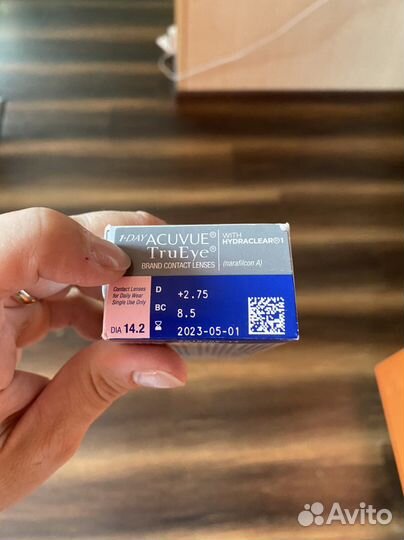 1-DAY ACUVUE®
TruEye®
BRAND CONTACT LENSES
WITH
HYDRACLEAR®1
(narafilcon A)
Contact Lenses
for Daily Wear
Single Use Only
DIA 14.2
D +2.75
BC 8.5
2023-05-01
Avito